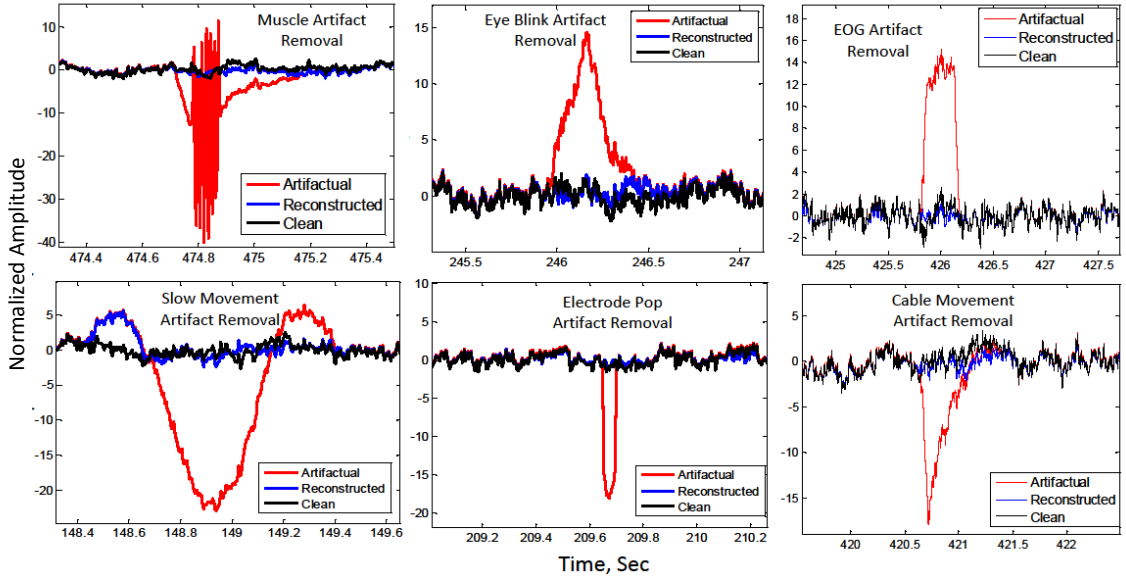 Normalized Amplitude
Muscle Artifact
Removal
10
0
-10
-20
-30
-40
Artifactual
Reconstructed
Clean
474.4 474.6 474.8 475 475.2 475.4
Eye Blink Artifact
Removal
20
15
10
5
0
Artifactual
Reconstructed
Clean
245.5 246 246.5 247
EOG Artifact
Removal
18
16
14
12
10
8
6
4
2
0
-2
Artifactual
Reconstructed
Clean
425 425.5 426 426.5 427 427.5
Slow Movement
Artifact Removal
5
0
-5
-10
-15
-20
Artifactual
Reconstructed
Clean
148.4 148.6 148.8 149 149.2 149.4 149.6
Electrode Pop
Artifact Removal
10
5
0
-5
-10
-15
-20
Artifactual
Reconstructed
Clean
209.2 209.4 209.6 209.8 210 210.2
Cable Movement
Artifact Removal
5
0
-5
-10
-15
Artifactual
Reconstructed
Clean
420 420.5 421 421.5 422
Time, Sec